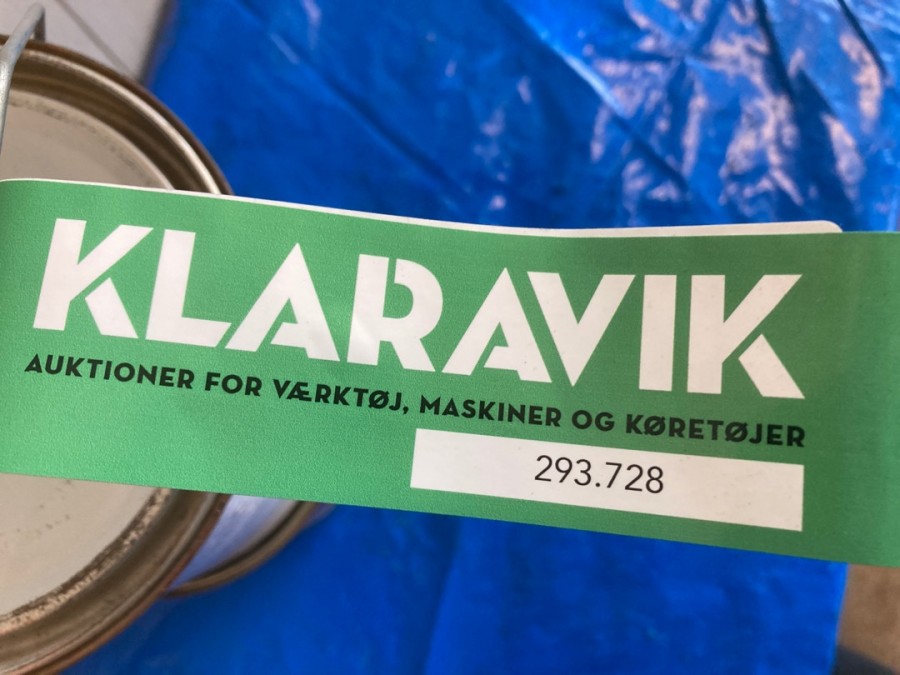 KLARAVIK
AUKTIONER FOR VÆRKTØJ, MASKINER OG KØRETØJER
293.728